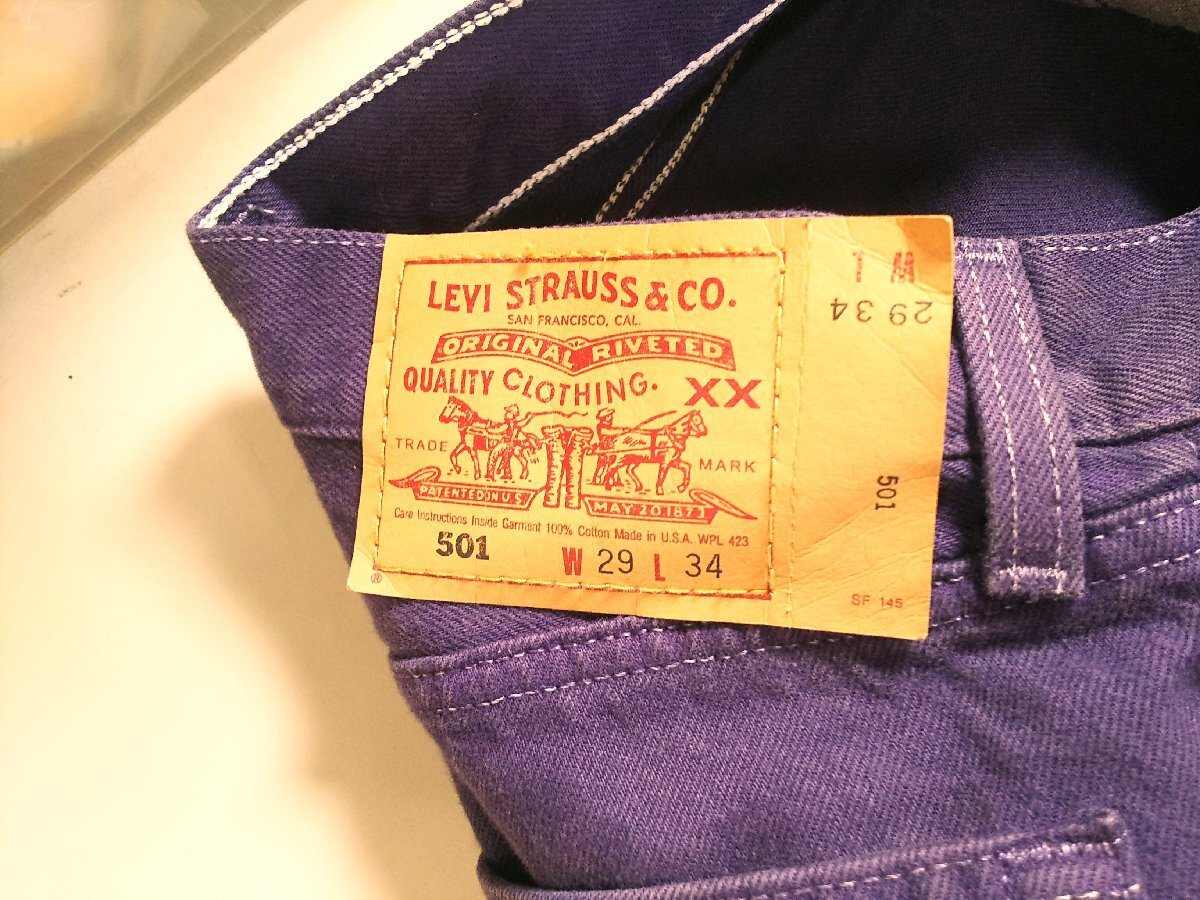 LEVI STRAUSS & CO.
SAN FRANCISCO, CAL.
ORIGINAL RIVETED
QUALITY CLOTHING. XX
TRADE MARK
PATENTED IN U.S. MAY 20 1873
Care Instructions Inside Garment 100% Cotton Made in U.S.A. WPL 423
501 W 29 L 34
®
W L
29 34
501
SF 145